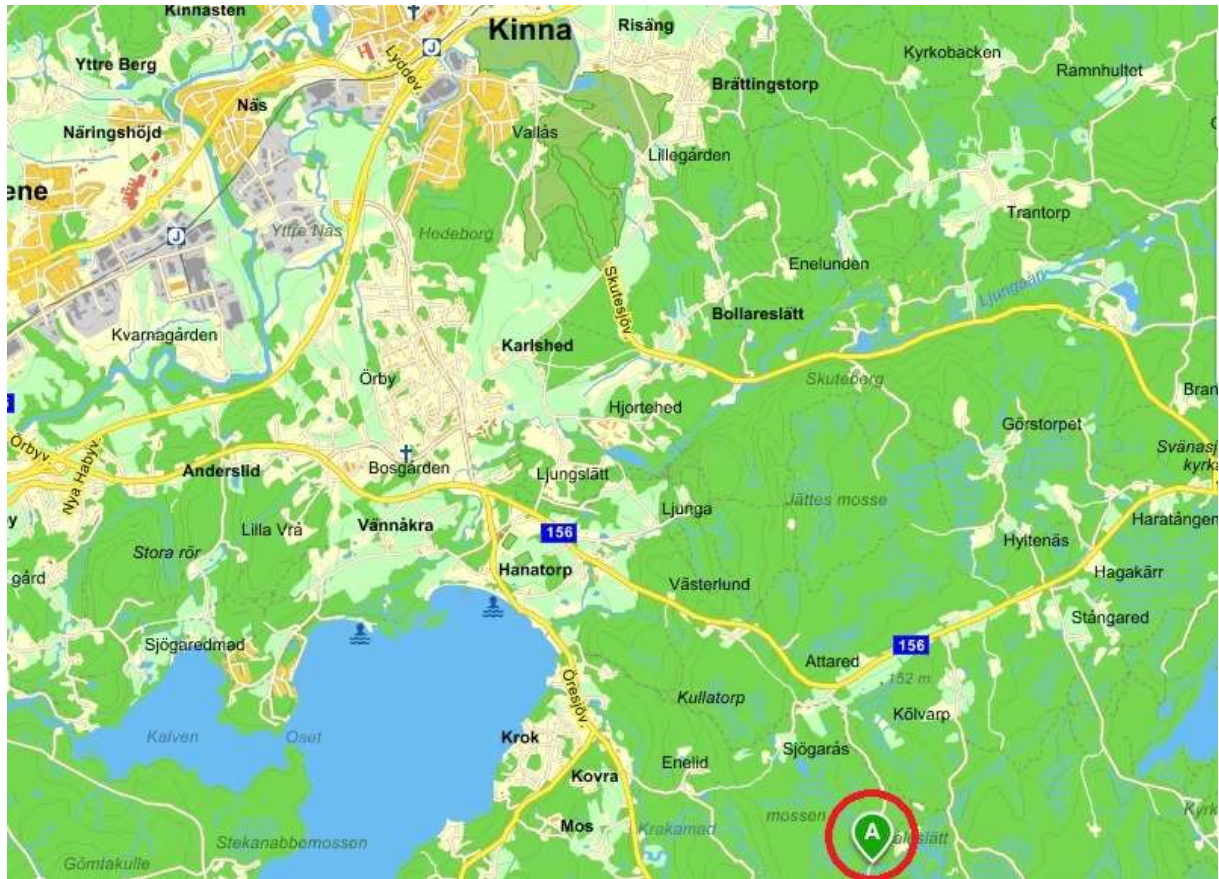 Kinnasten
Kinna
Risäng
J
Lyddev.
Kyrkobacken
Yttre Berg
Ramnhultet
Brättingstorp
Näs
Näringshöjd
Vallås
Lillegården
ene
Trantorp
Yttre Näs
Hedeborg
J
Enelunden
Ljungaån
Skutesjöv.
Bollareslätt
Kvarnagården
Karlshed
Örby
Skuteberg
Bran
Hjortehed
Görstorpet
Örbyv.
Nya Habyv.
Svänasj
kyrk
Anderslid
Bosgården
Ljungslätt
Jättes mosse
Ljunga
Haratången
Lilla Vrå
Vännåkra
156
Hyltenäs
Stora rör
Hanatorp
Hagakärr
gård
Västerlund
Stångared
Sjögaredmad
156
Attared
152 m
Öresjöv.
Kullatorp
Kölvarp
Kalven
Oset
Krok
Sjögarås
Enelid
Kovra
mossen
Kyrk
Mos
Krakamad
A
Stekanabbemossen
Gömtakulle